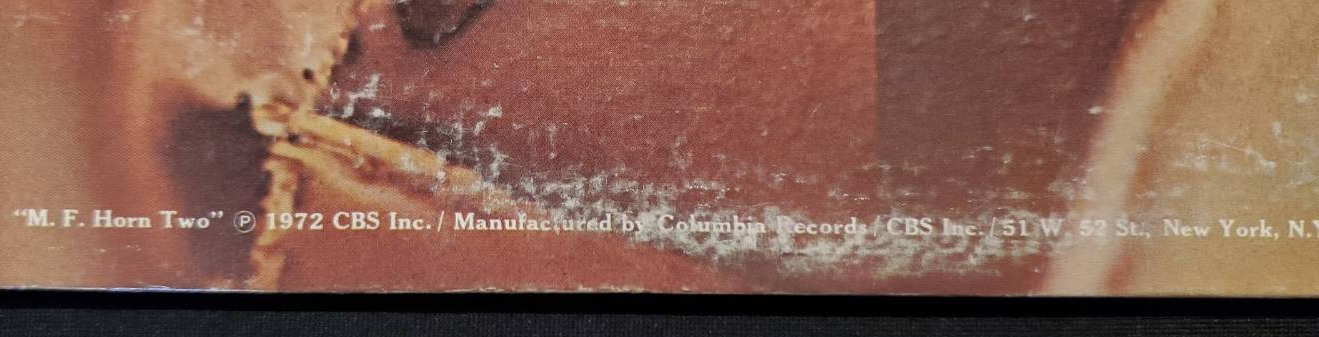 “M. F. Horn Two” Ⓟ 1972 CBS Inc. / Manufactured by Columbia Records / CBS Inc. / 51 W. 52 St., New York, N.Y